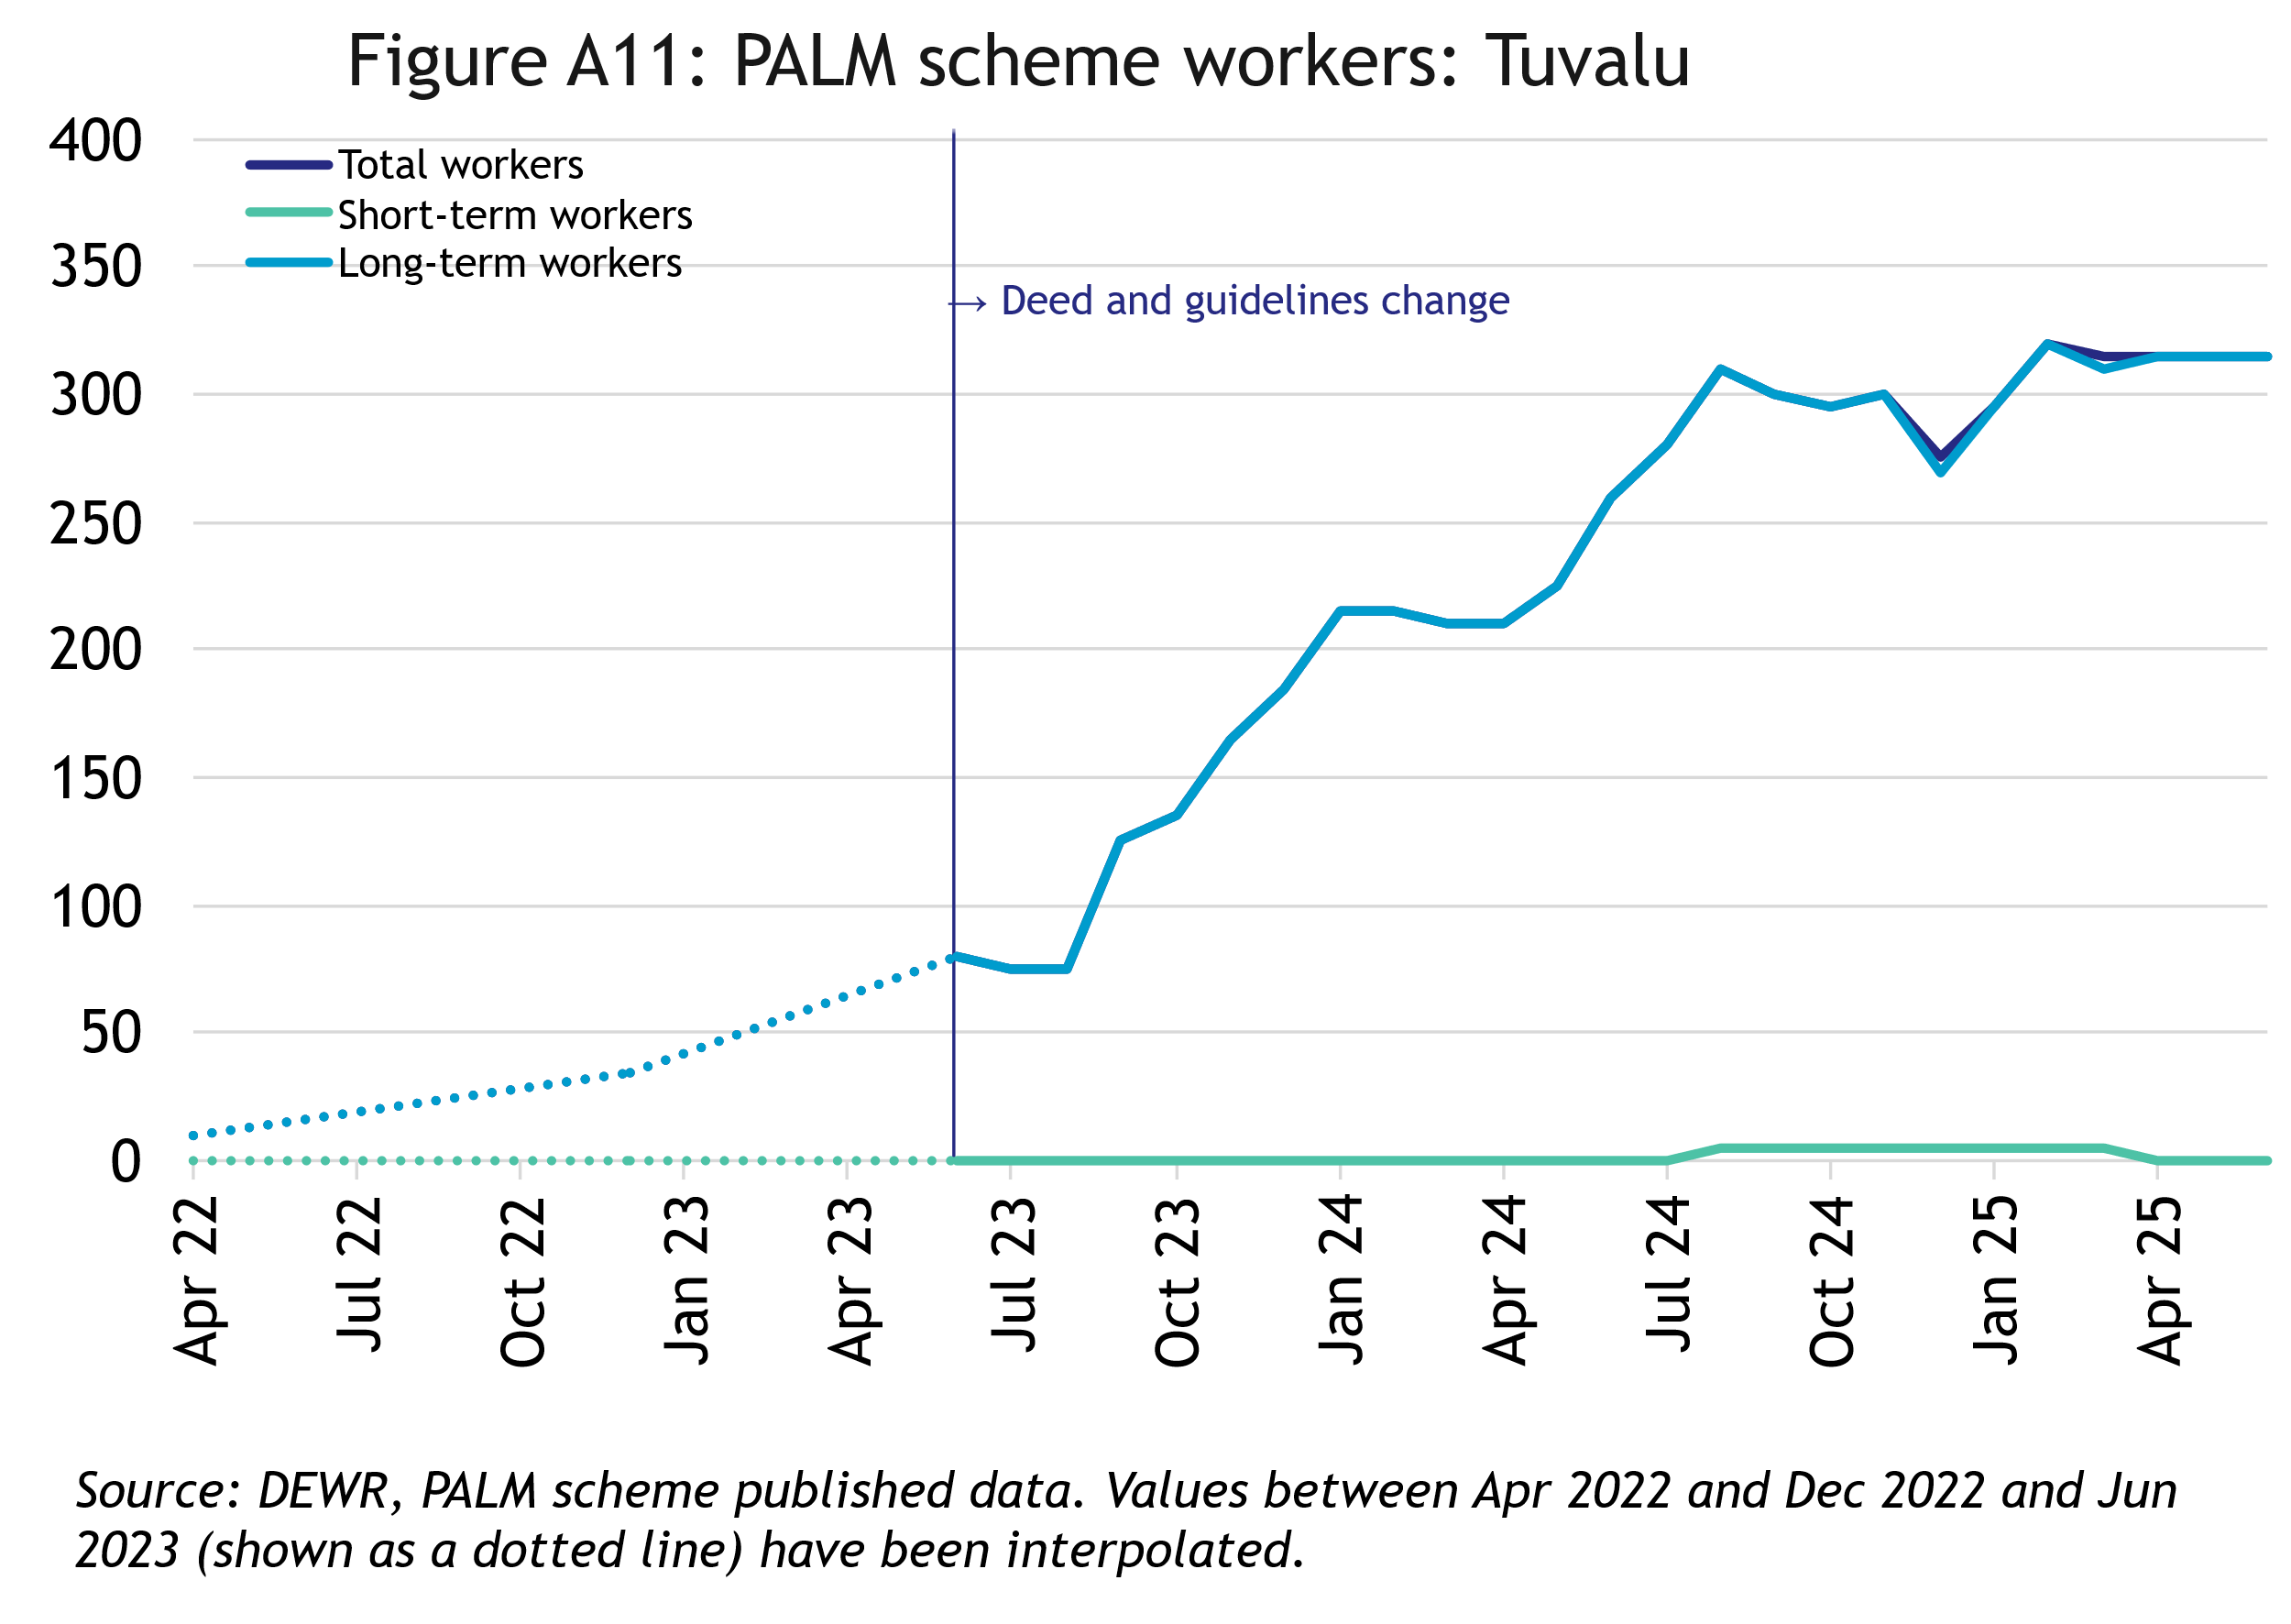 Figure A11: PALM scheme workers: Tuvalu
400
Total workers
Short-term workers
350
Long-term workers
→ Deed and guidelines change
300
250
200
150
100
50
0
Apr 22
Jul 22
Oct 22
Jan 23
Apr 23
Jul 23
Oct 23
Jan 24
Apr 24
Jul 24
Oct 24
Jan 25
Apr 25
Source: DEWR, PALM scheme published data. Values between Apr 2022 and Dec 2022 and Jun
2023 (shown as a dotted line) have been interpolated.